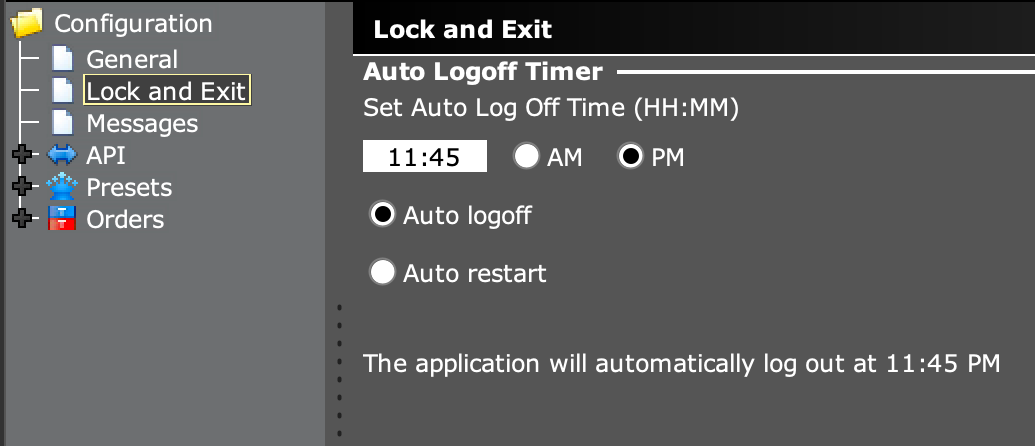 Configuration
General
Lock and Exit
Messages
API
Presets
Orders
Lock and Exit
Auto Logoff Timer
Set Auto Log Off Time (HH:MM)
11:45 AM PM
Auto logoff
Auto restart
The application will automatically log out at 11:45 PM